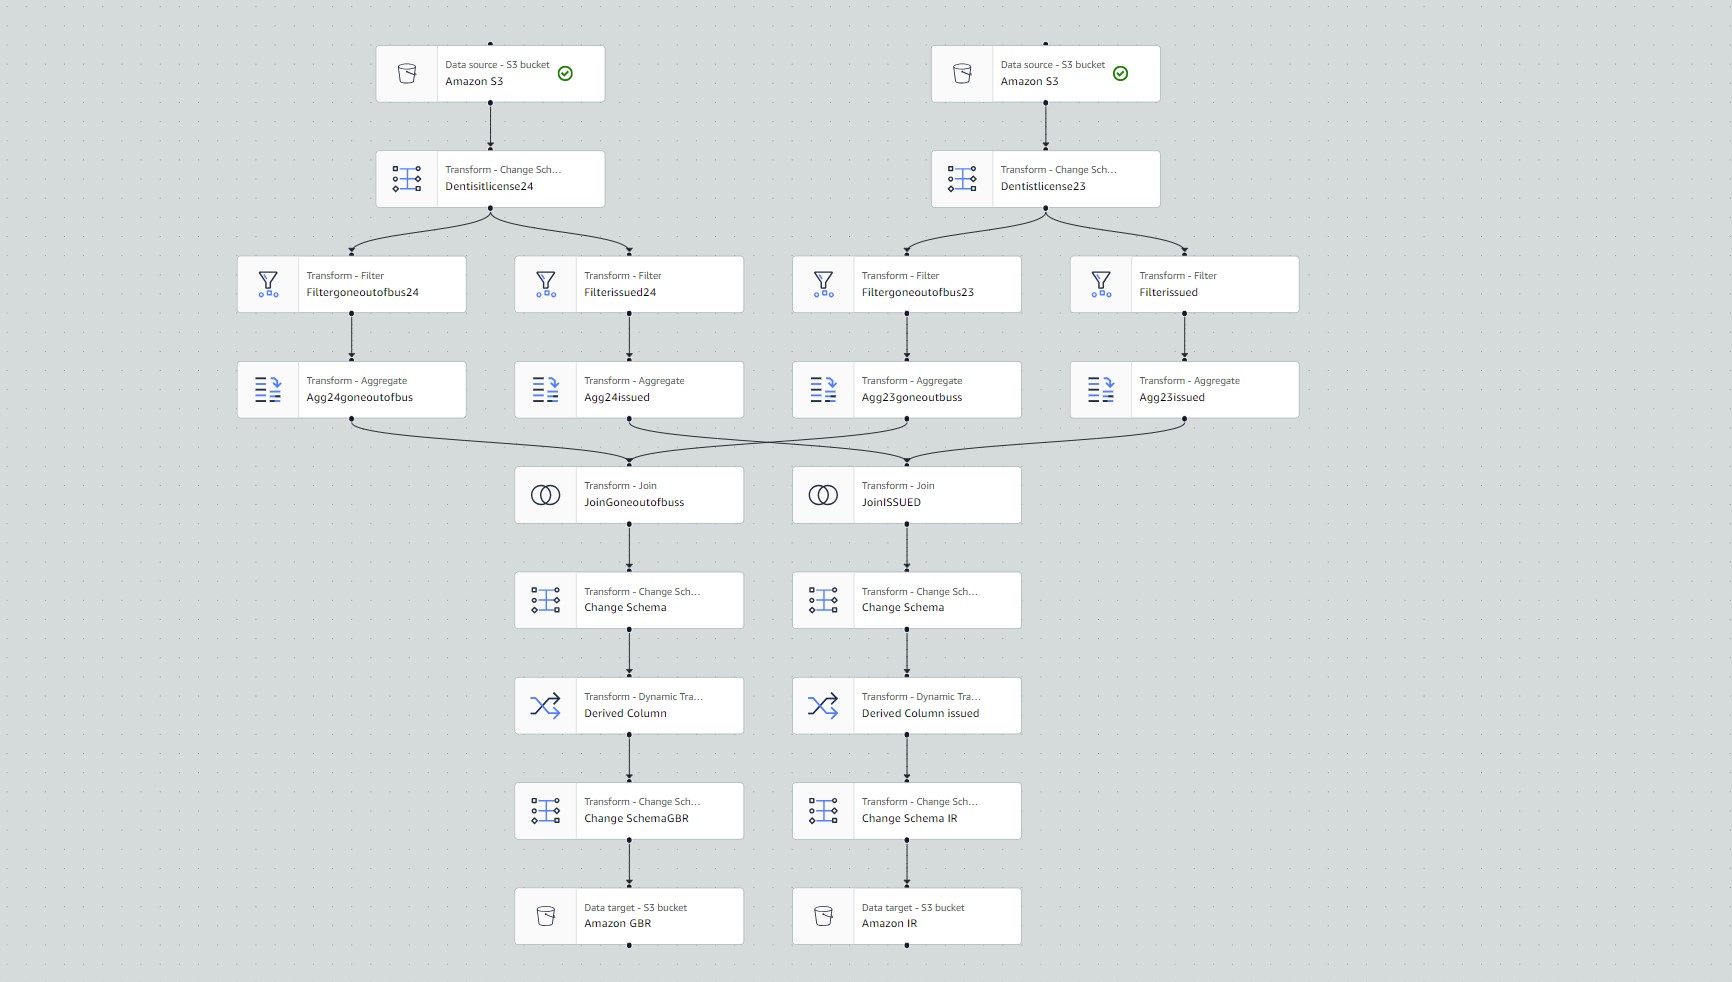 Data source - S3 bucket
Amazon S3
Data source - S3 bucket
Amazon S3
Transform - Change Sch...
Dentisitlicense24
Transform - Change Sch...
Dentistlicense23
Transform - Filter
Filtergoneoutofbus24
Transform - Filter
Filterissued24
Transform - Filter
Filtergoneoutofbus23
Transform - Filter
Filterissued
Transform - Aggregate
Agg24goneoutofbus
Transform - Aggregate
Agg24issued
Transform - Aggregate
Agg23goneoutbuss
Transform - Aggregate
Agg23issued
Transform - Join
JoinGoneoutofbuss
Transform - Join
JoinISSUED
Transform - Change Sch...
Change Schema
Transform - Change Sch...
Change Schema
Transform - Dynamic Tra...
Derived Column
Transform - Dynamic Tra...
Derived Column issued
Transform - Change Sch...
Change SchemaGBR
Transform - Change Sch...
Change Schema IR
Data target - S3 bucket
Amazon GBR
Data target - S3 bucket
Amazon IR